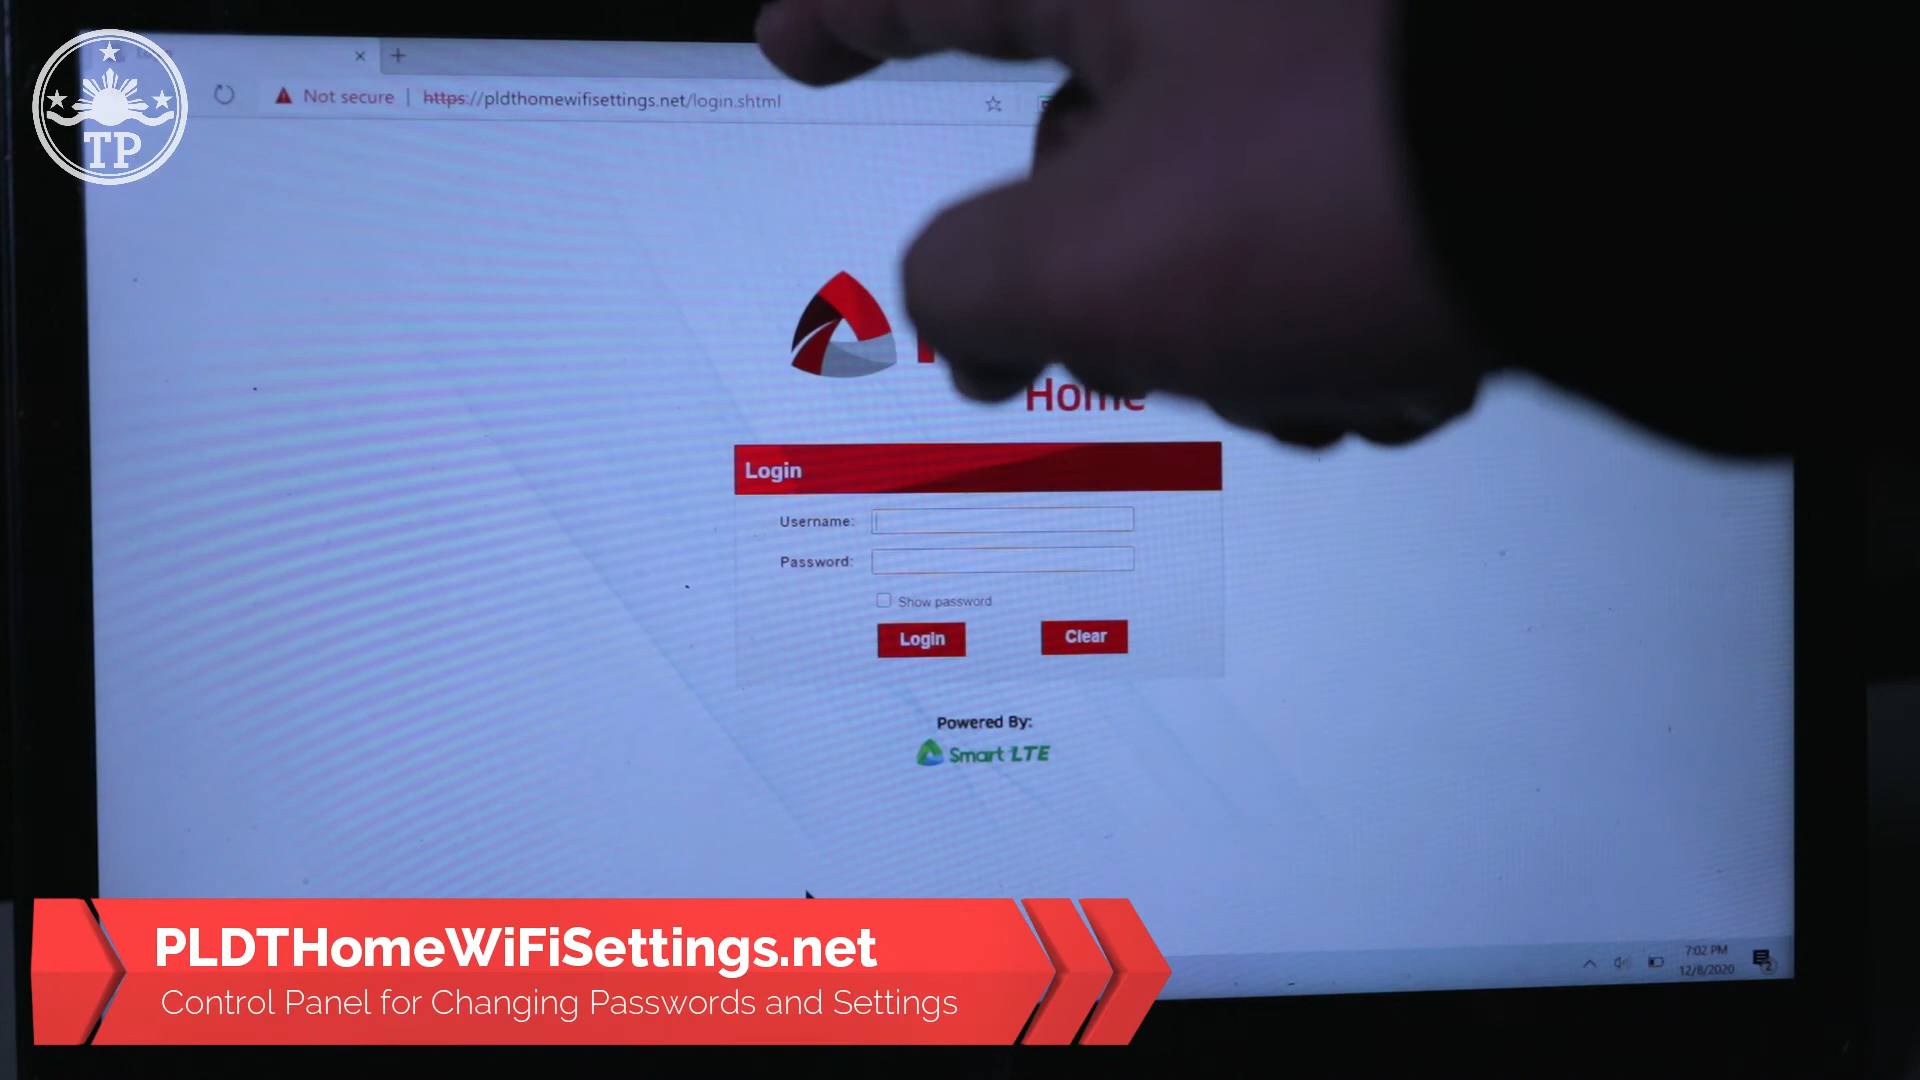 TP
Not secure | https://pldthomewifisettings.net/login.shtml
Home
Login
Username:
Password:
Show password
Login Clear
Powered By:
Smart LTE
7:02 PM
12/8/2020
2
PLDTHomeWiFiSettings.net
Control Panel for Changing Passwords and Settings